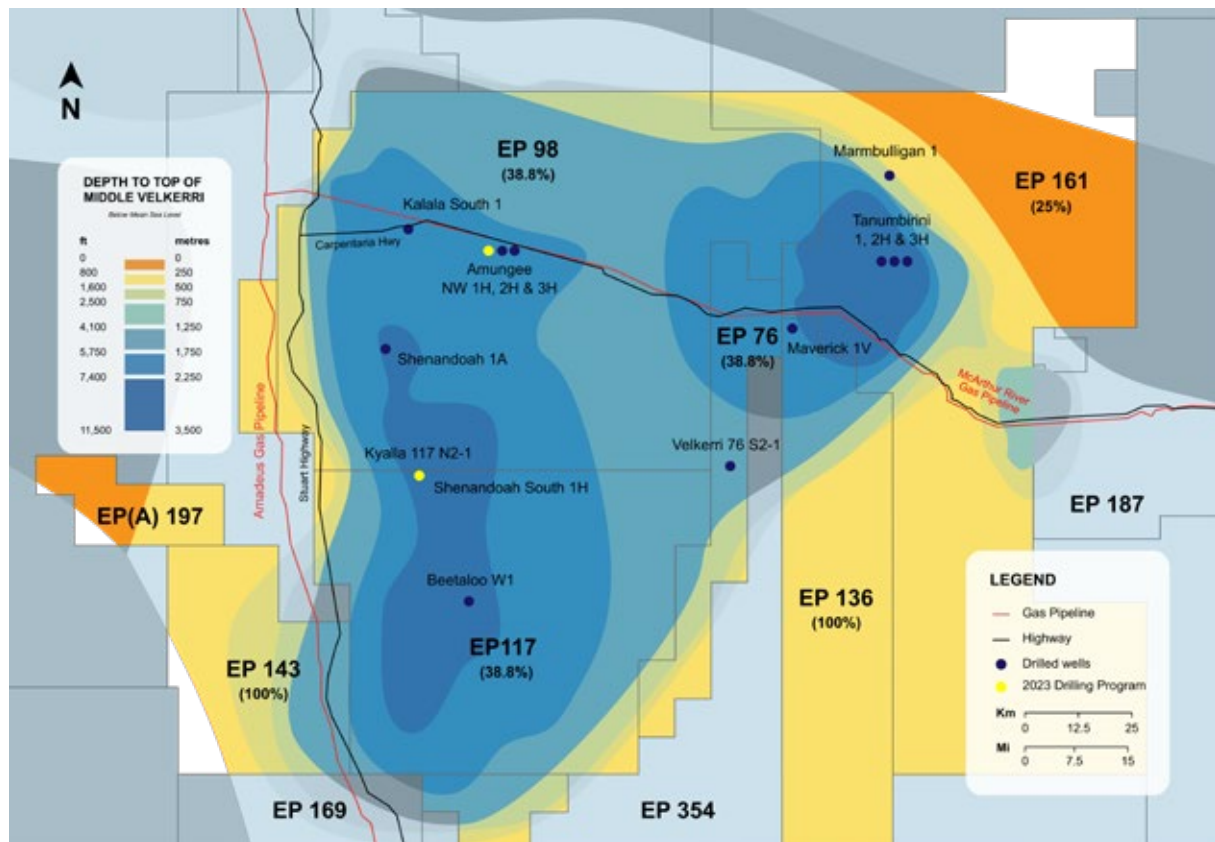 N
DEPTH TO TOP OF
MIDDLE VELKERRI
Below Mean Sea Level
ft metres
0 0
800 250
1,600 500
2,500 750
4,100 1,250
5,750 1,750
7,400 2,250
11,500 3,500
EP 98
(38.8%)
Marmbulligan 1
EP 161
(25%)
Kalala South 1
Carpentaria Hwy
Tanumbirini
1, 2H & 3H
Amungee
NW 1H, 2H & 3H
EP 76
(38.8%)
Maverick 1V
Shenandoah 1A
McArthur River
Gas Pipeline
Amadeus Gas Pipeline
Stuart Highway
Kyalla 117 N2-1
Shenandoah South 1H
Velkerri 76 S2-1
EP(A) 197
EP 187
Beetaloo W1
EP117
(38.8%)
EP 136
(100%)
EP 143
(100%)
EP 169
EP 354
LEGEND
Gas Pipeline
Highway
Drilled wells
2023 Drilling Program
Km
0 12.5 25
Mi
0 7.5 15